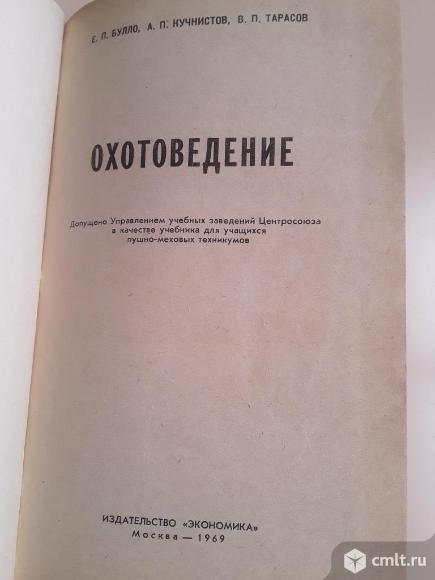 Е. П. БУЛЛО, А. П. КУЧНИСТОВ, В. П. ТАРАСОВ
ОХОТОВЕДЕНИЕ
Допущено Управлением учебных заведений Центросоюза
в качестве учебника для учащихся
пушно-меховых техникумов
ИЗДАТЕЛЬСТВО «ЭКОНОМИКА»
Москва — 1969
cmlt.ru